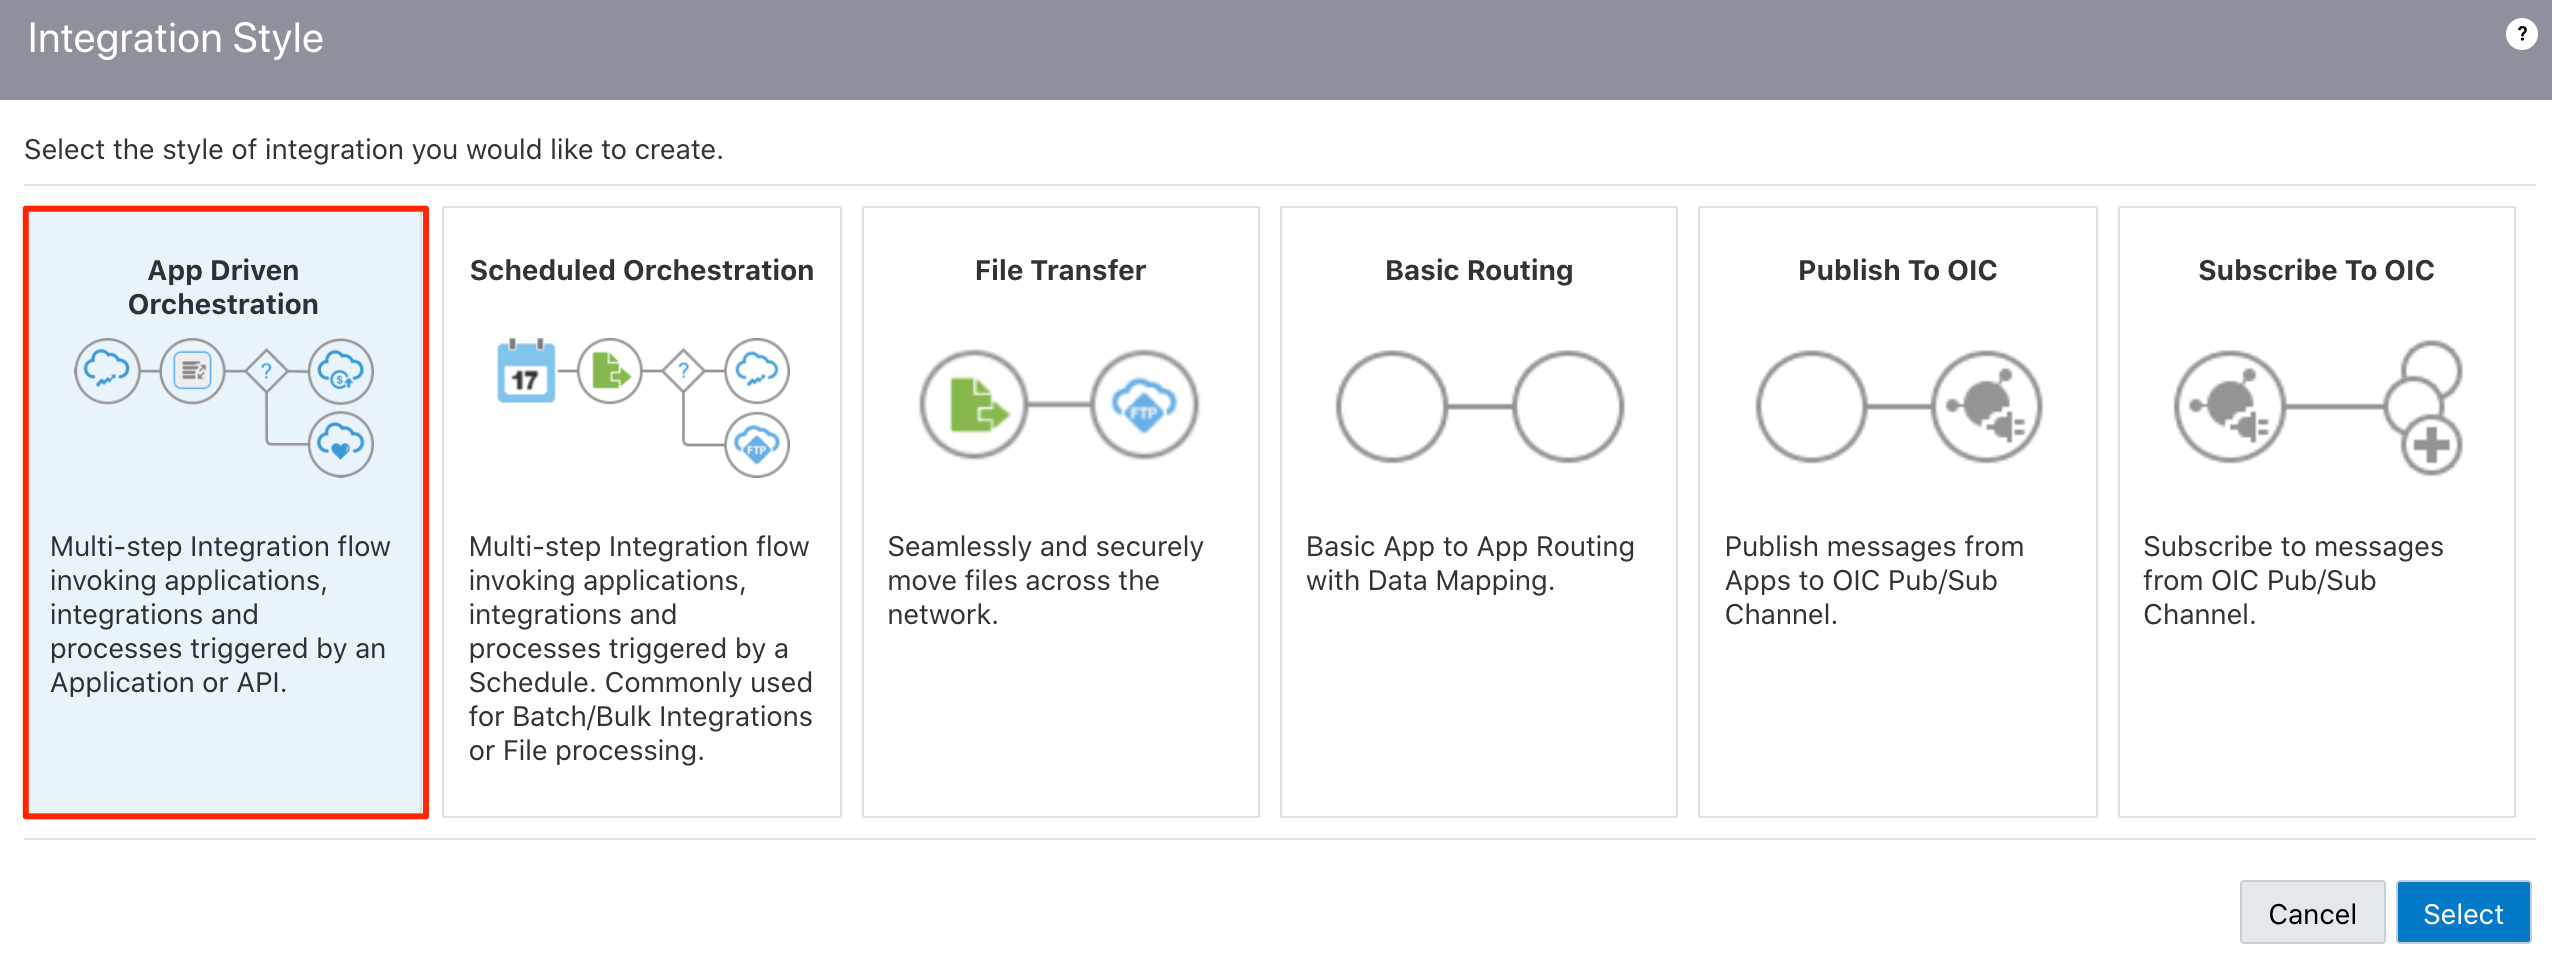 Integration Style
?
Select the style of integration you would like to create.
App Driven
Orchestration
?
$
Multi-step Integration flow
invoking applications,
integrations and
processes triggered by an
Application or API.
Scheduled Orchestration
17
?
FTP
Multi-step Integration flow
invoking applications,
integrations and
processes triggered by a
Schedule. Commonly used
for Batch/Bulk Integrations
or File processing.
File Transfer
FTP
Seamlessly and securely
move files across the
network.
Basic Routing
Basic App to App Routing
with Data Mapping.
Publish To OIC
Publish messages from
Apps to OIC Pub/Sub
Channel.
Subscribe To OIC
Subscribe to messages
from OIC Pub/Sub
Channel.
Cancel
Select